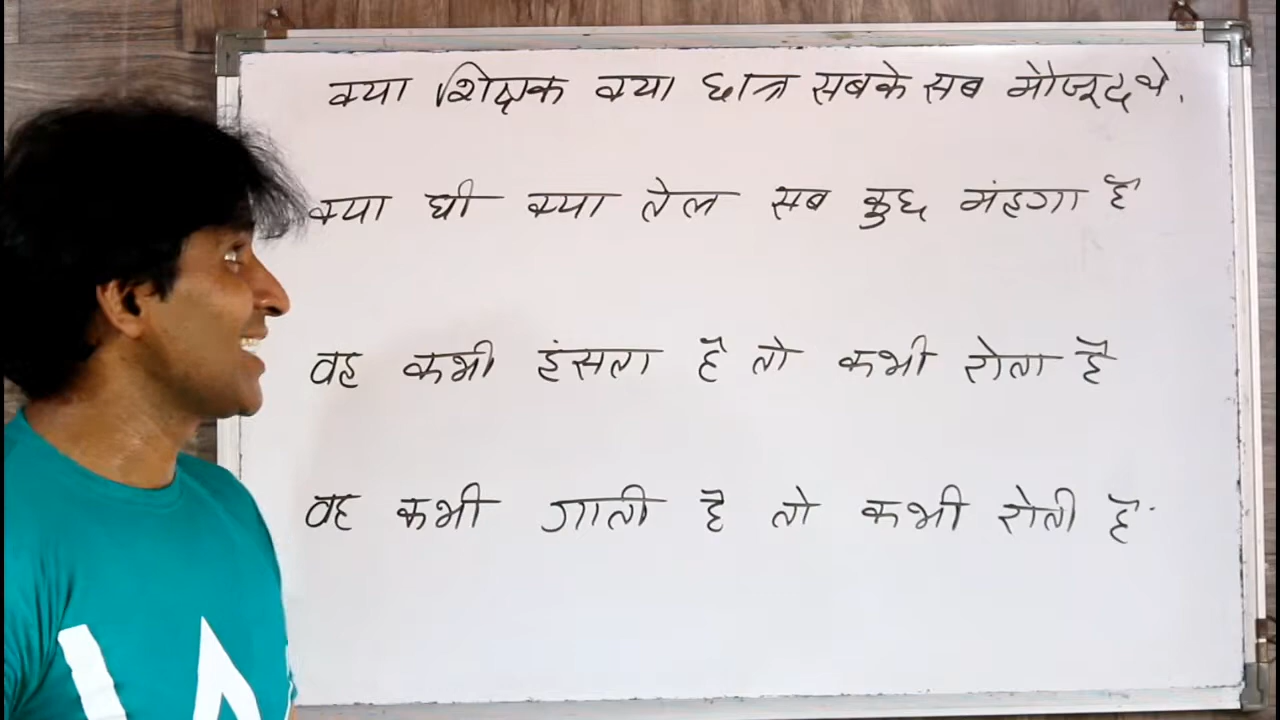 क्या शिक्षक क्या छात्र सबके सब मौजूद थे.
क्या घी क्या तेल सब कुछ मंहगा है
वह कभी हंसता है तो कभी रोता है
वह कभी गाती है तो कभी रोती है.